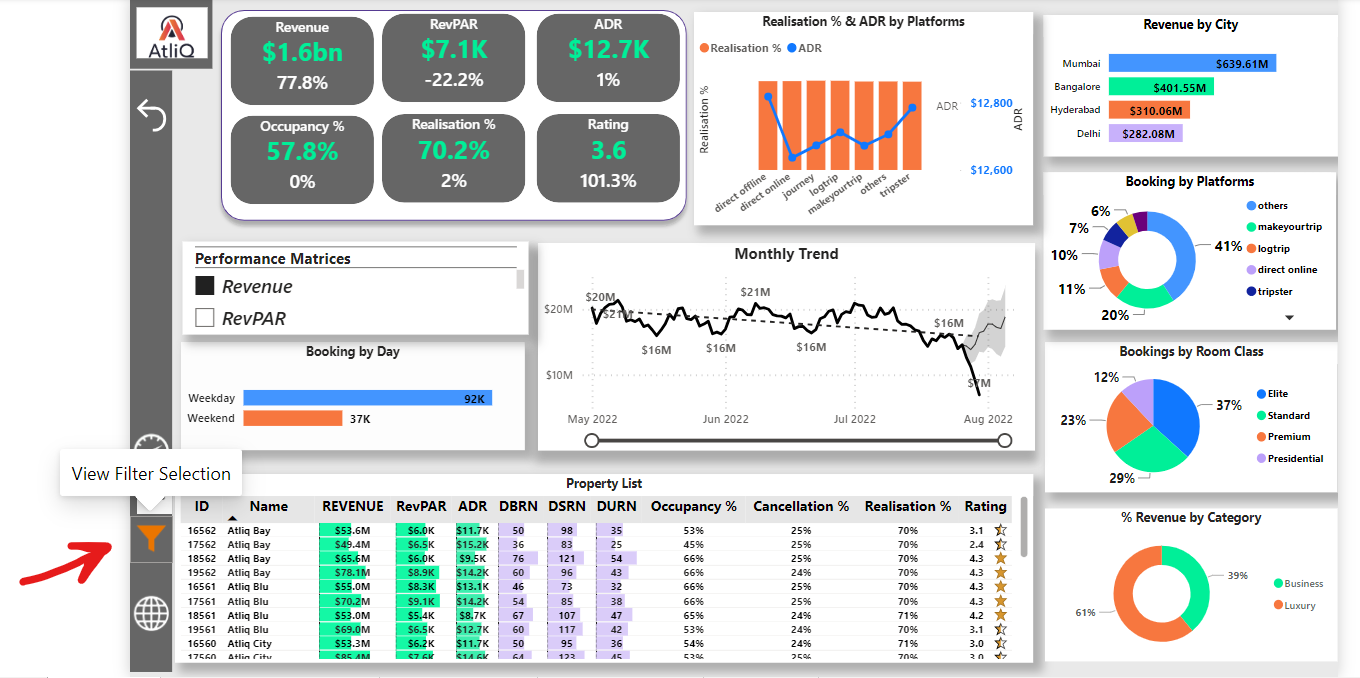 AtliQ
Revenue
$1.6bn
77.8%
RevPAR
$7.1K
-22.2%
ADR
$12.7K
1%
Occupancy %
57.8%
0%
Realisation %
70.2%
2%
Rating
3.6
101.3%
Realisation % & ADR by Platforms
Realisation % ADR
Realisation %
ADR
$12,800
$12,600
ADR
direct offline
direct online
journey
logtrip
makeyourtrip
others
tripster
Revenue by City
Mumbai $639.61M
Bangalore $401.55M
Hyderabad $310.06M
Delhi $282.08M
Booking by Platforms
6%
7%
10%
11%
20%
41%
others
makeyourtrip
logtrip
direct online
tripster
Performance Matrices
Revenue
RevPAR
Booking by Day
Weekday 92K
Weekend 37K
Monthly Trend
$20M
$10M
$20M
$21M
$16M
$16M
$21M
$16M
$16M
$7M
May 2022 Jun 2022 Jul 2022 Aug 2022
Bookings by Room Class
12%
23%
29%
37%
Elite
Standard
Premium
Presidential
View Filter Selection
Property List
ID Name REVENUE RevPAR ADR DBRN DSRN DURN Occupancy % Cancellation % Realisation % Rating
16562 Atliq Bay $53.6M $6.0K $11.7K 50 98 35 53% 25% 70% 3.1
17562 Atliq Bay $49.4M $6.5K $15.2K 36 83 25 45% 25% 70% 2.4
18562 Atliq Bay $65.6M $6.0K $9.5K 76 121 54 66% 25% 70% 4.3
19562 Atliq Bay $78.1M $8.9K $14.2K 60 96 43 66% 24% 70% 4.3
16561 Atliq Blu $55.0M $8.3K $13.1K 46 73 32 66% 25% 70% 4.3
17561 Atliq Blu $70.2M $9.1K $14.2K 54 85 38 66% 25% 70% 4.3
18561 Atliq Blu $53.0M $5.4K $8.7K 67 107 47 65% 24% 71% 4.2
19561 Atliq Blu $69.0M $6.5K $12.7K 60 117 42 53% 24% 71% 3.1
16560 Atliq City $53.3M $6.2K $11.7K 50 95 36 54% 24% 71% 3.0
17560 Atliq City $85.4M $7.6K $14.6K 64 123 45 53% 25% 70% 3.0
% Revenue by Category
39%
61%
Business
Luxury